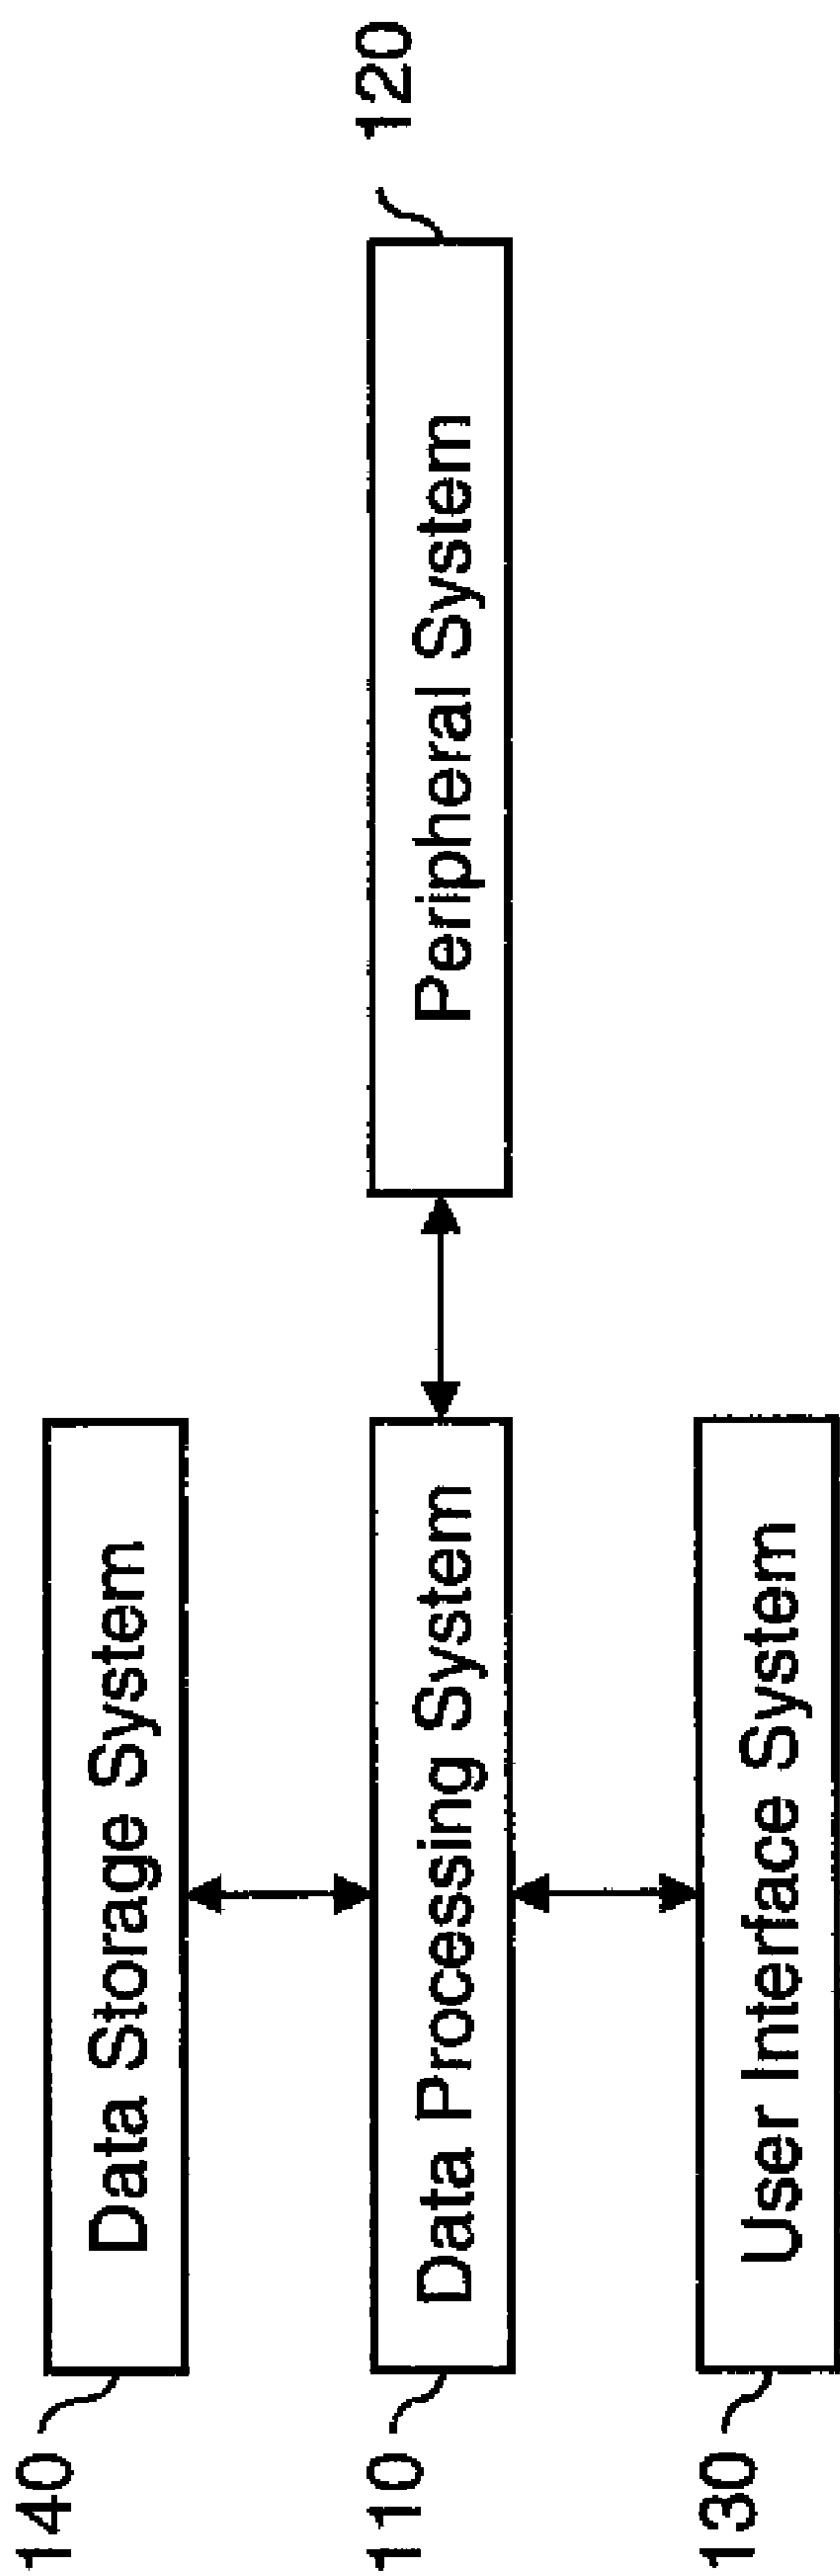 140
Data Storage System
110
Data Processing System
Peripheral System
120
130
User Interface System